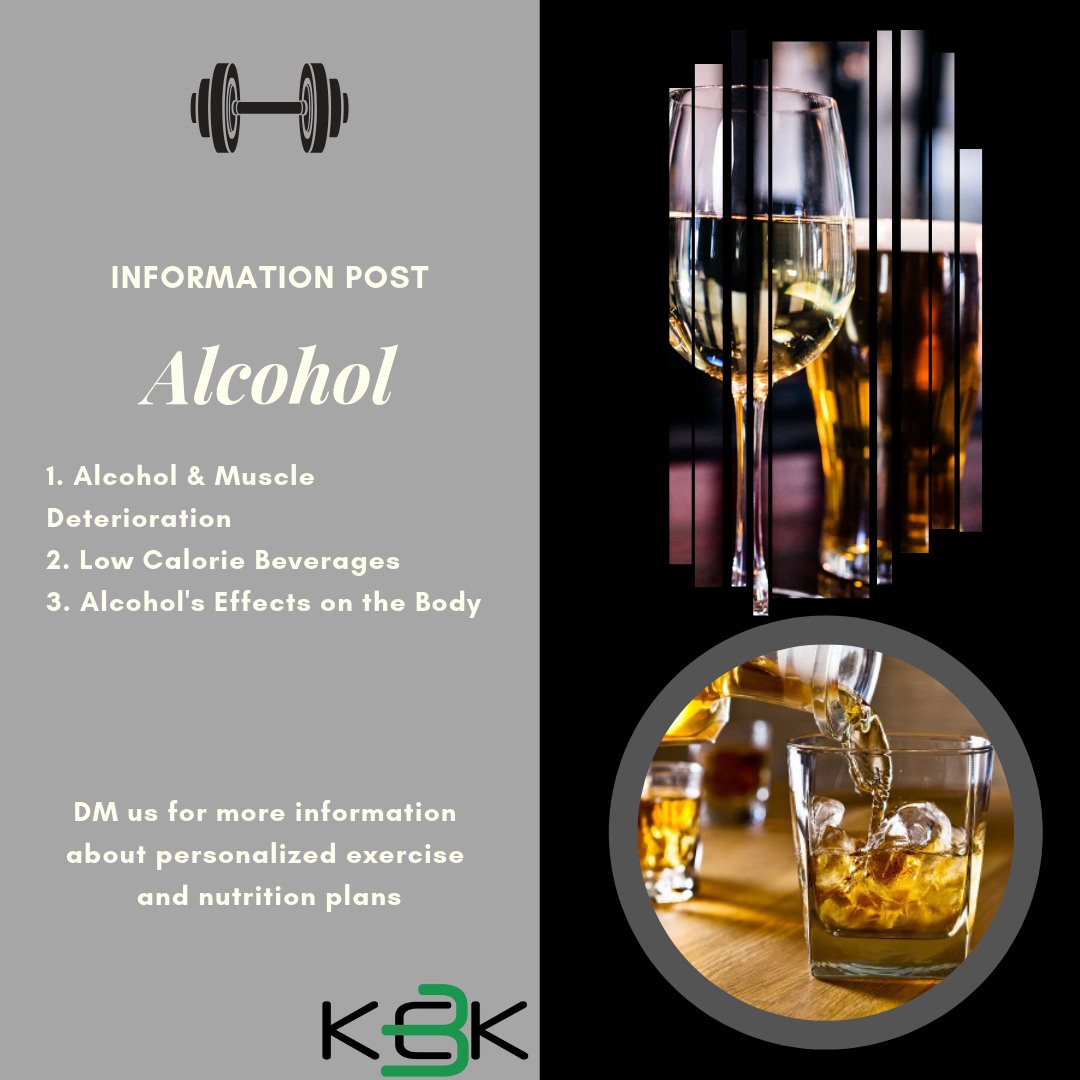 INFORMATION POST
Alcohol
1. Alcohol & Muscle
Deterioration
2. Low Calorie Beverages
3. Alcohol's Effects on the Body
DM us for more information
about personalized exercise
and nutrition plans